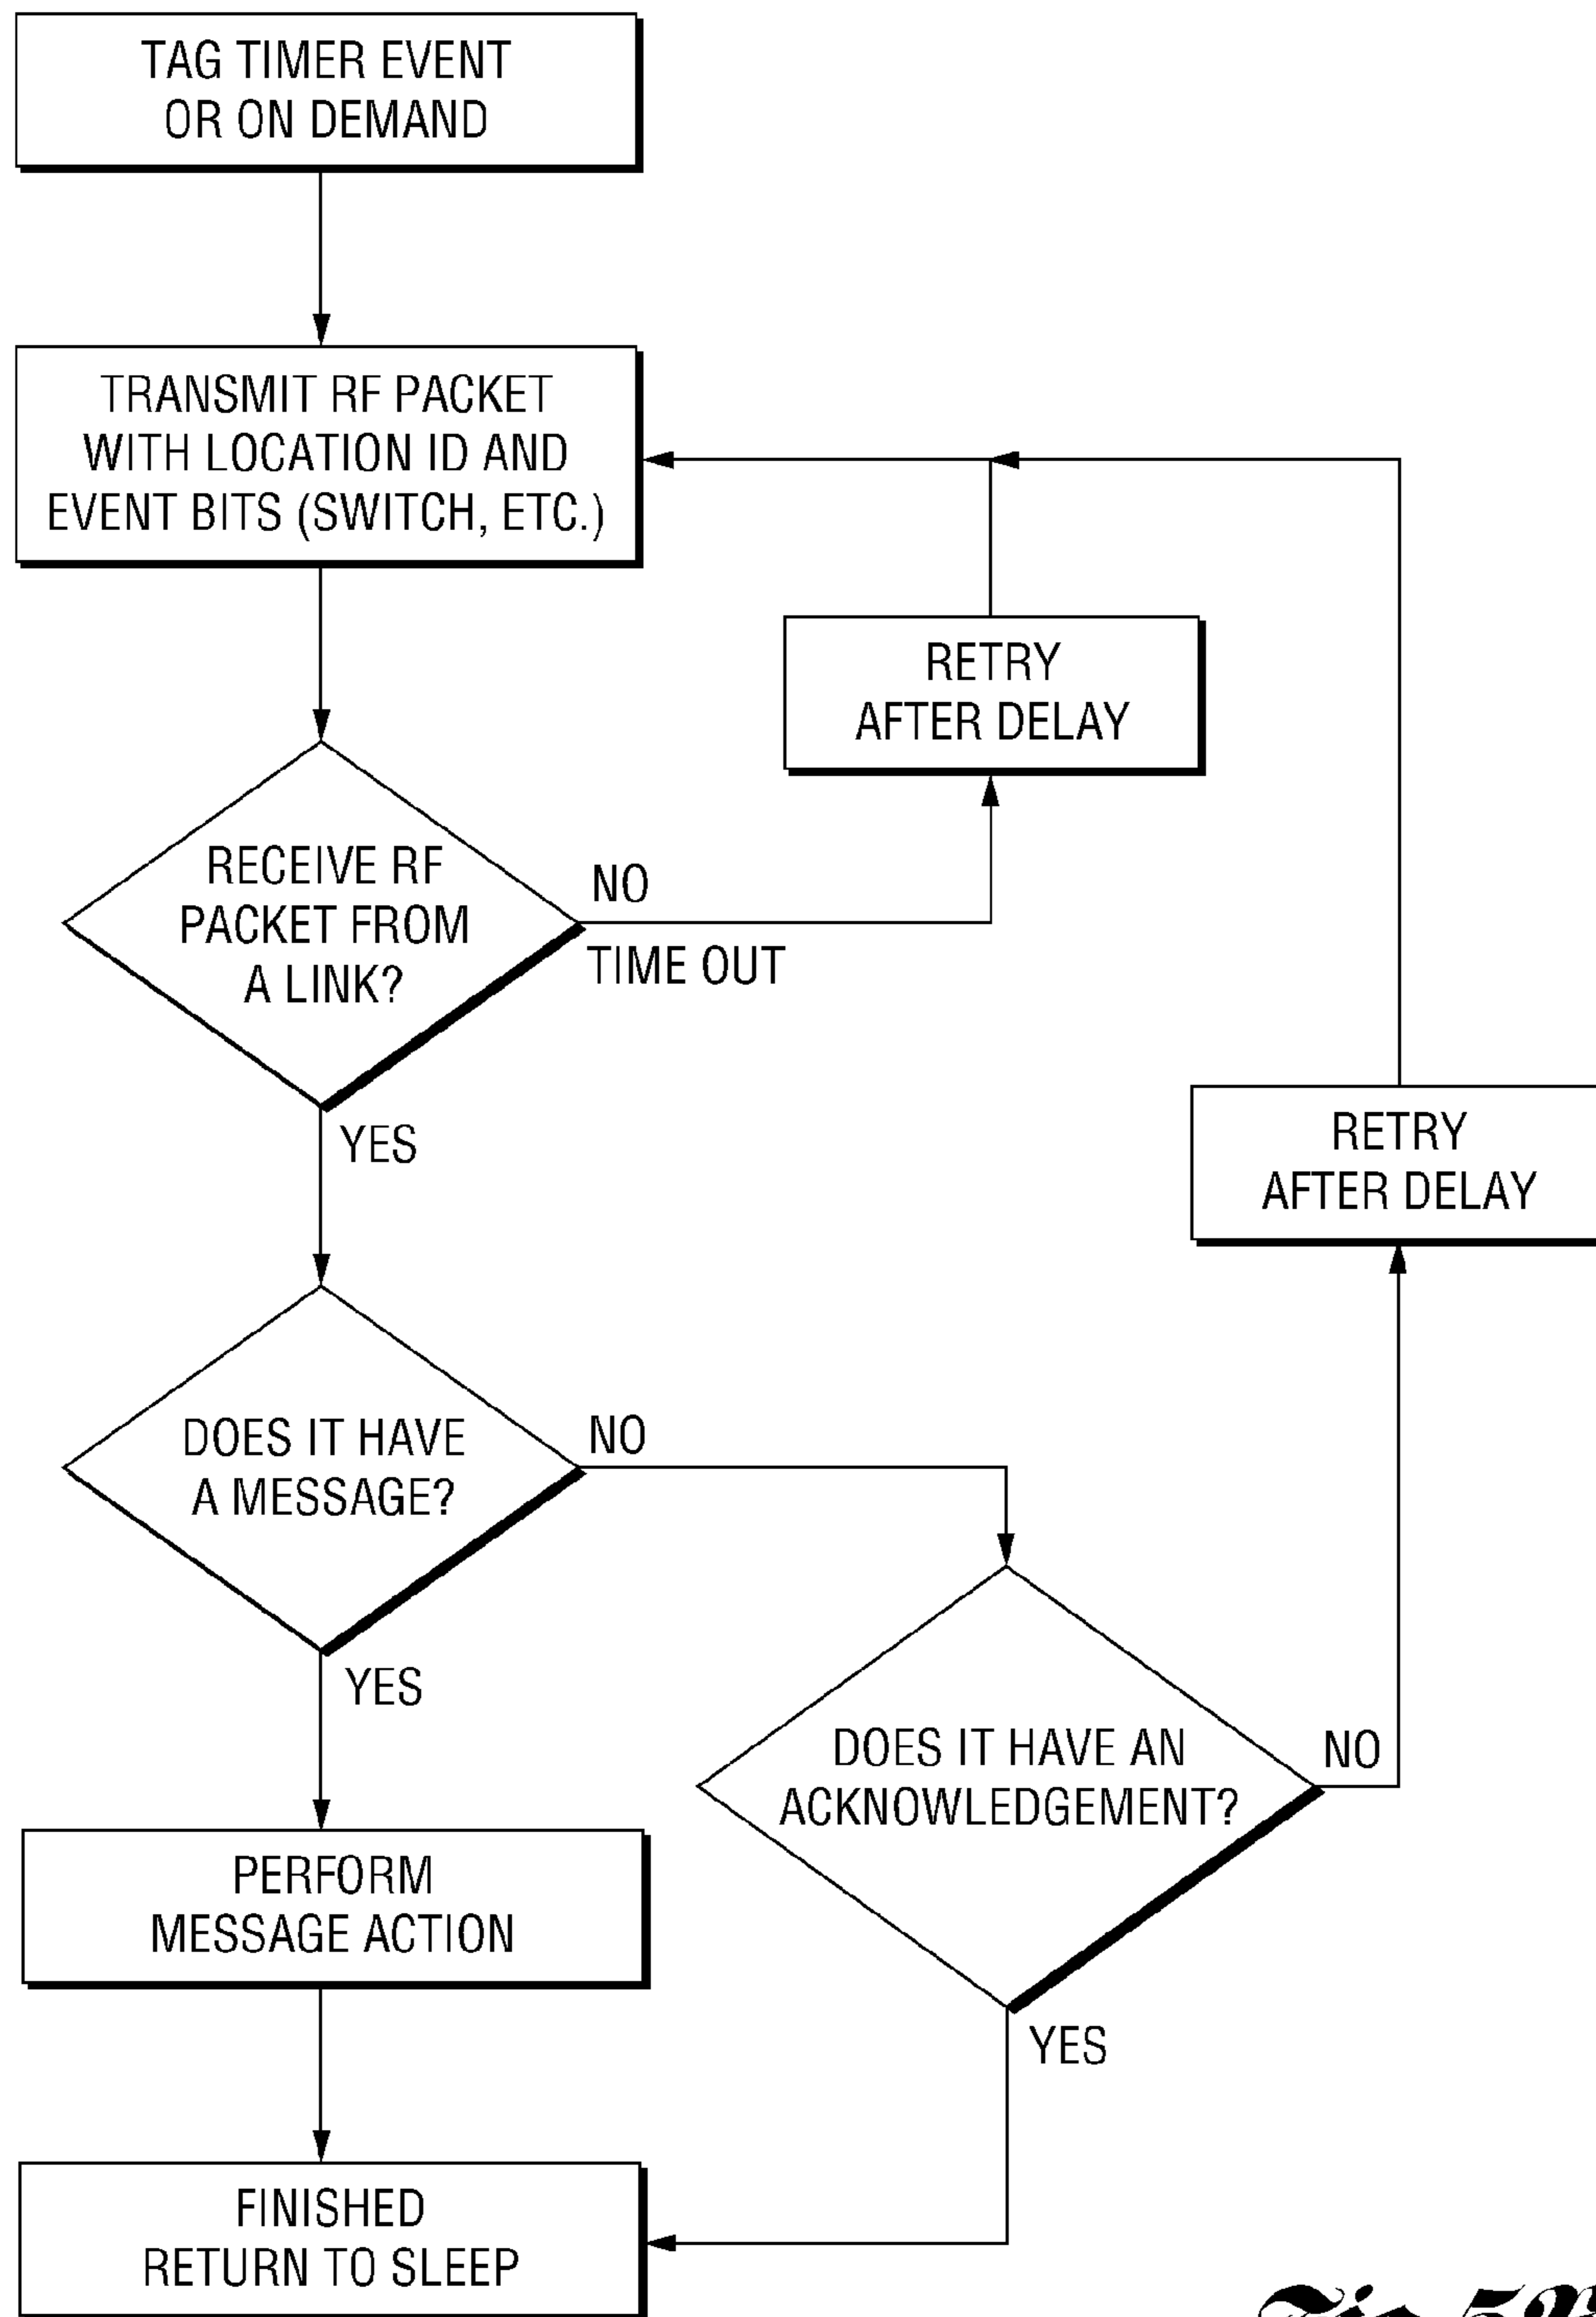 TAG TIMER EVENT
OR ON DEMAND
TRANSMIT RF PACKET
WITH LOCATION ID AND
EVENT BITS (SWITCH, ETC.)
RETRY
AFTER DELAY
RECEIVE RF
PACKET FROM
A LINK?
NO
TIME OUT
YES
RETRY
AFTER DELAY
DOES IT HAVE
A MESSAGE?
NO
YES
DOES IT HAVE AN
ACKNOWLEDGEMENT?
NO
YES
PERFORM
MESSAGE ACTION
FINISHED
RETURN TO SLEEP